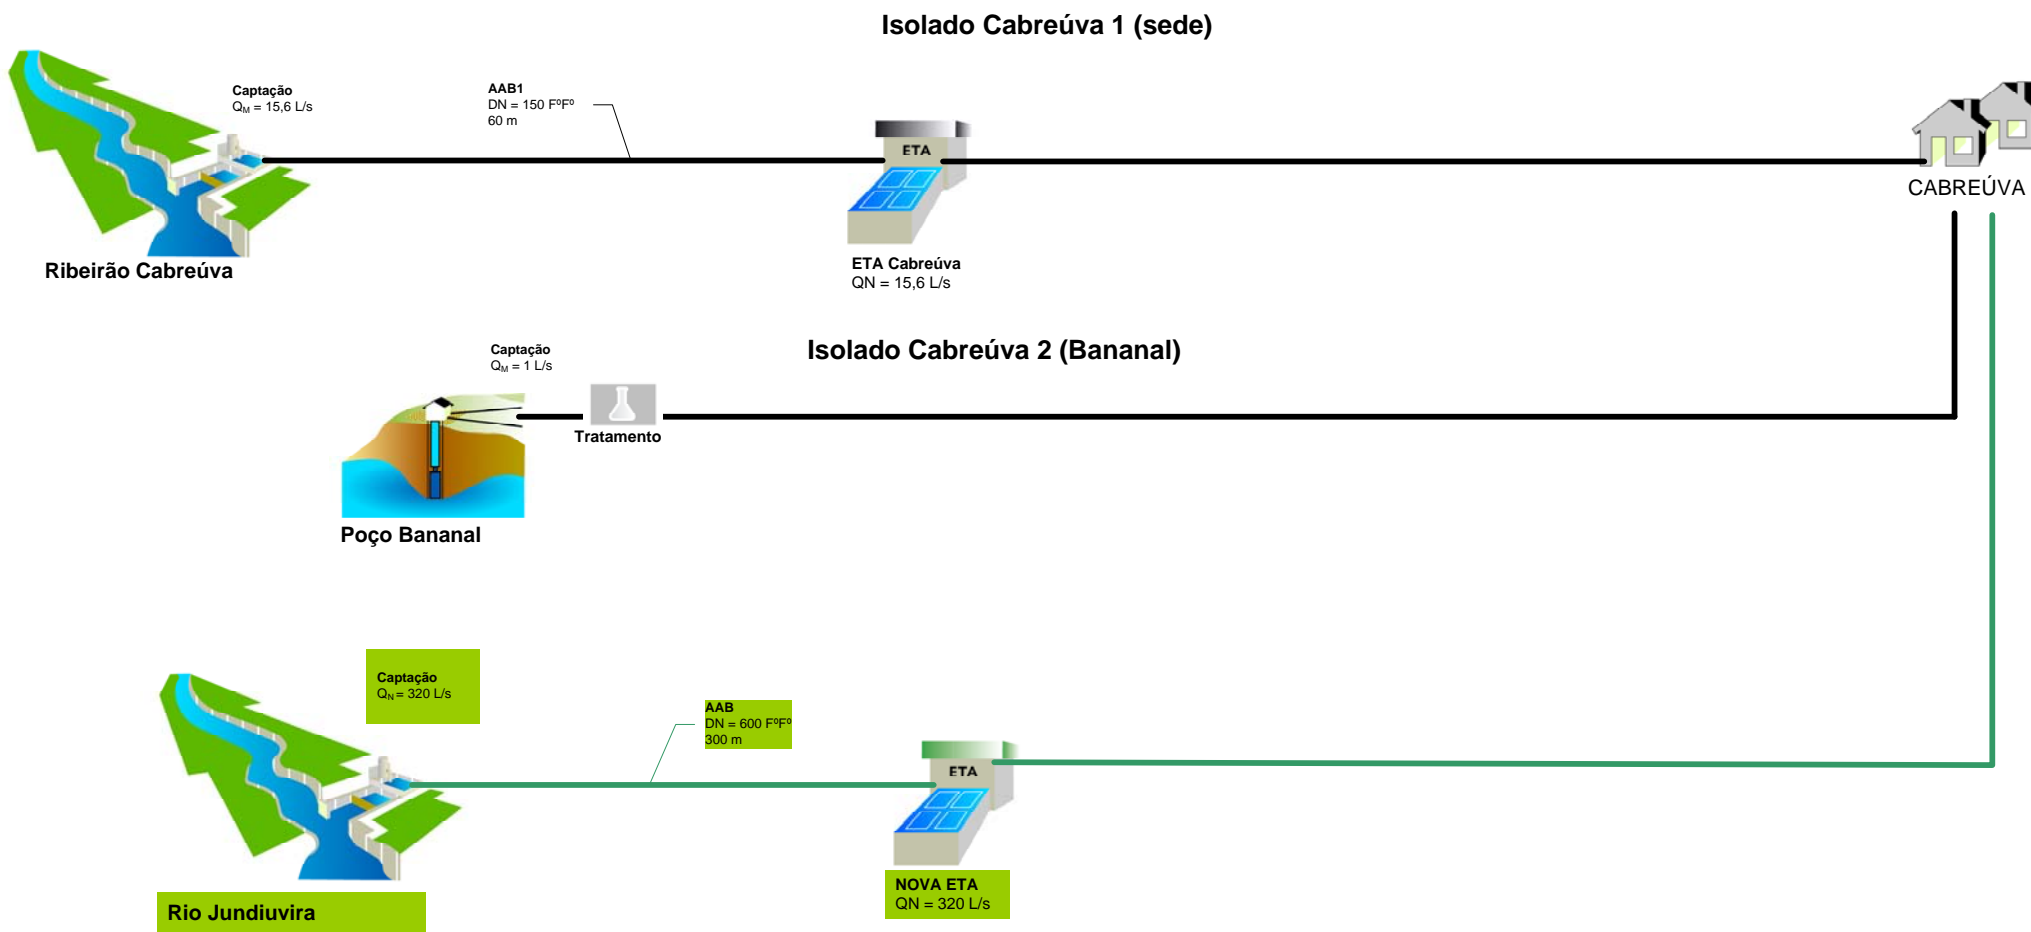 Isolado Cabreúva 1 (sede)
Captação
QM = 15,6 L/s
AAB1
DN = 150 FºFº
60 m
ETA
CABREÚVA
Ribeirão Cabreúva
ETA Cabreúva
QN = 15,6 L/s
Isolado Cabreúva 2 (Bananal)
Captação
QM = 1 L/s
Tratamento
Poço Bananal
Captação
QN = 320 L/s
AAB
DN = 600 FºFº
300 m
ETA
NOVA ETA
QN = 320 L/s
Rio Jundiuvira